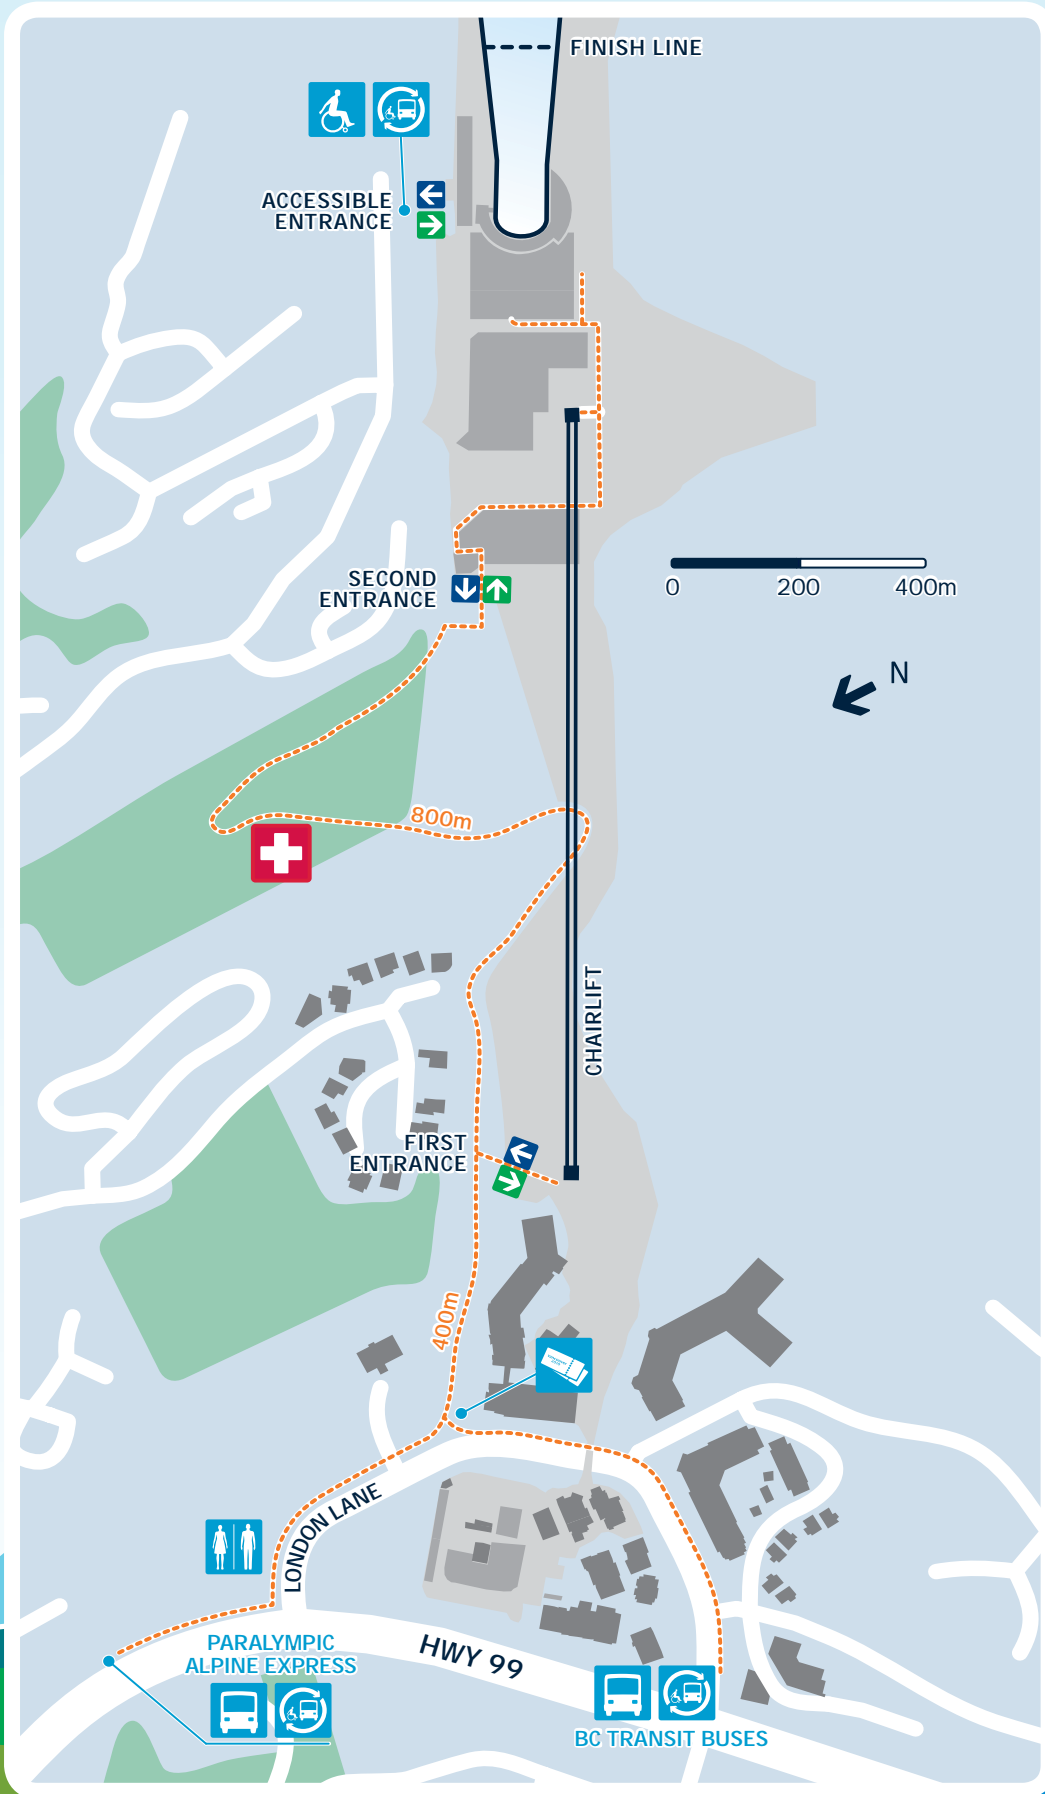 FINISH LINE
ACCESSIBLE
ENTRANCE
SECOND
ENTRANCE
0 200 400m
N
800m
CHAIRLIFT
FIRST
ENTRANCE
400m
LONDON LANE
PARALYMPIC
ALPINE EXPRESS
HWY 99
BC TRANSIT BUSES